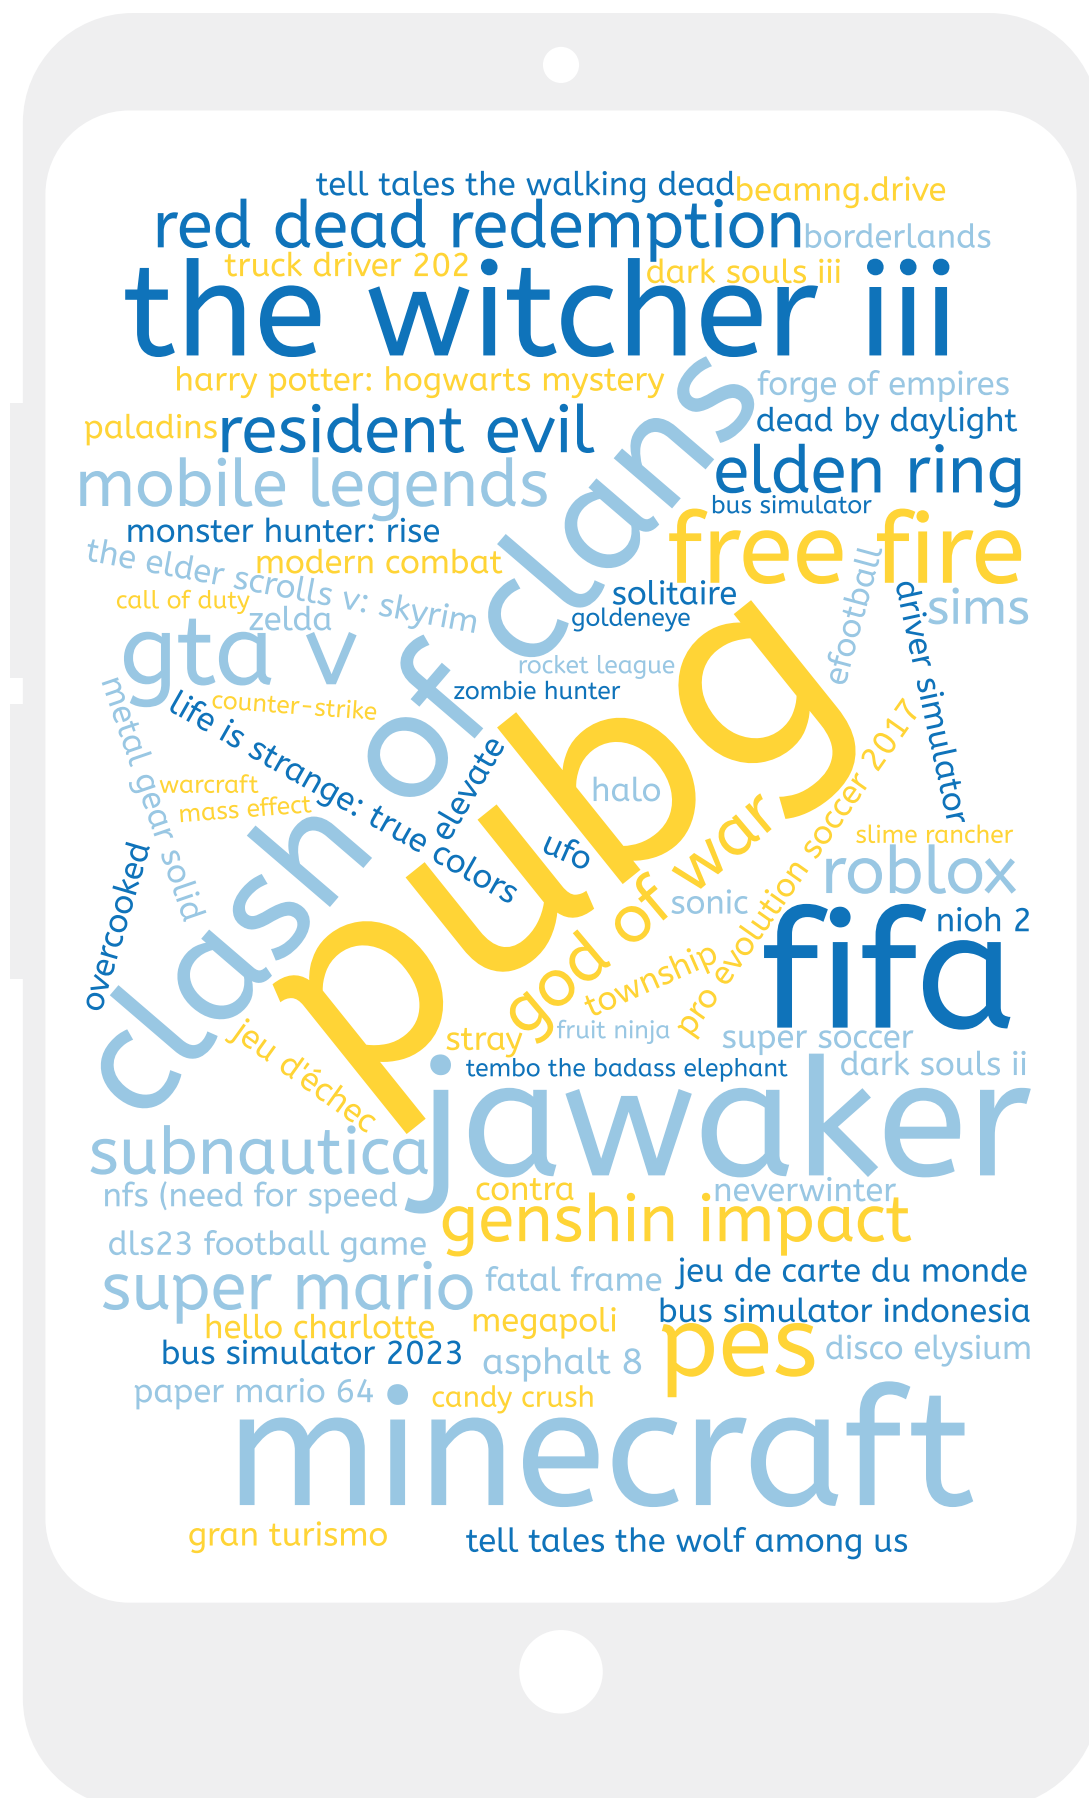 tell tales the walking dead
beamng.drive
red dead redemption
borderlands
truck driver 202
dark souls iii
the witcher iii
harry potter: hogwarts mystery
forge of empires
paladins
resident evil
dead by daylight
mobile legends
elden ring
bus simulator
monster hunter: rise
free fire
the elder scrolls v: skyrim
modern combat
call of duty
zelda
solitaire
goldeneye
efootball
driver simulator
sims
gta v
clash of clans
rocket league
zombie hunter
metal gear solid
life is strange: true colors
counter-strike
pubg
elevate
halo
warcraft
mass effect
ufo
god of war
pro evolution soccer 2017
slime rancher
roblox
overcooked
sonic
fifa
nioh 2
township
jeu d'échec
stray
fruit ninja
super soccer
tembo the badass elephant
dark souls ii
jawaker
subnautica
nfs (need for speed
contra
neverwinter
genshin impact
dls23 football game
super mario
fatal frame
jeu de carte du monde
hello charlotte
megapoli
bus simulator indonesia
bus simulator 2023
asphalt 8
pes
disco elysium
paper mario 64
candy crush
minecraft
gran turismo
tell tales the wolf among us